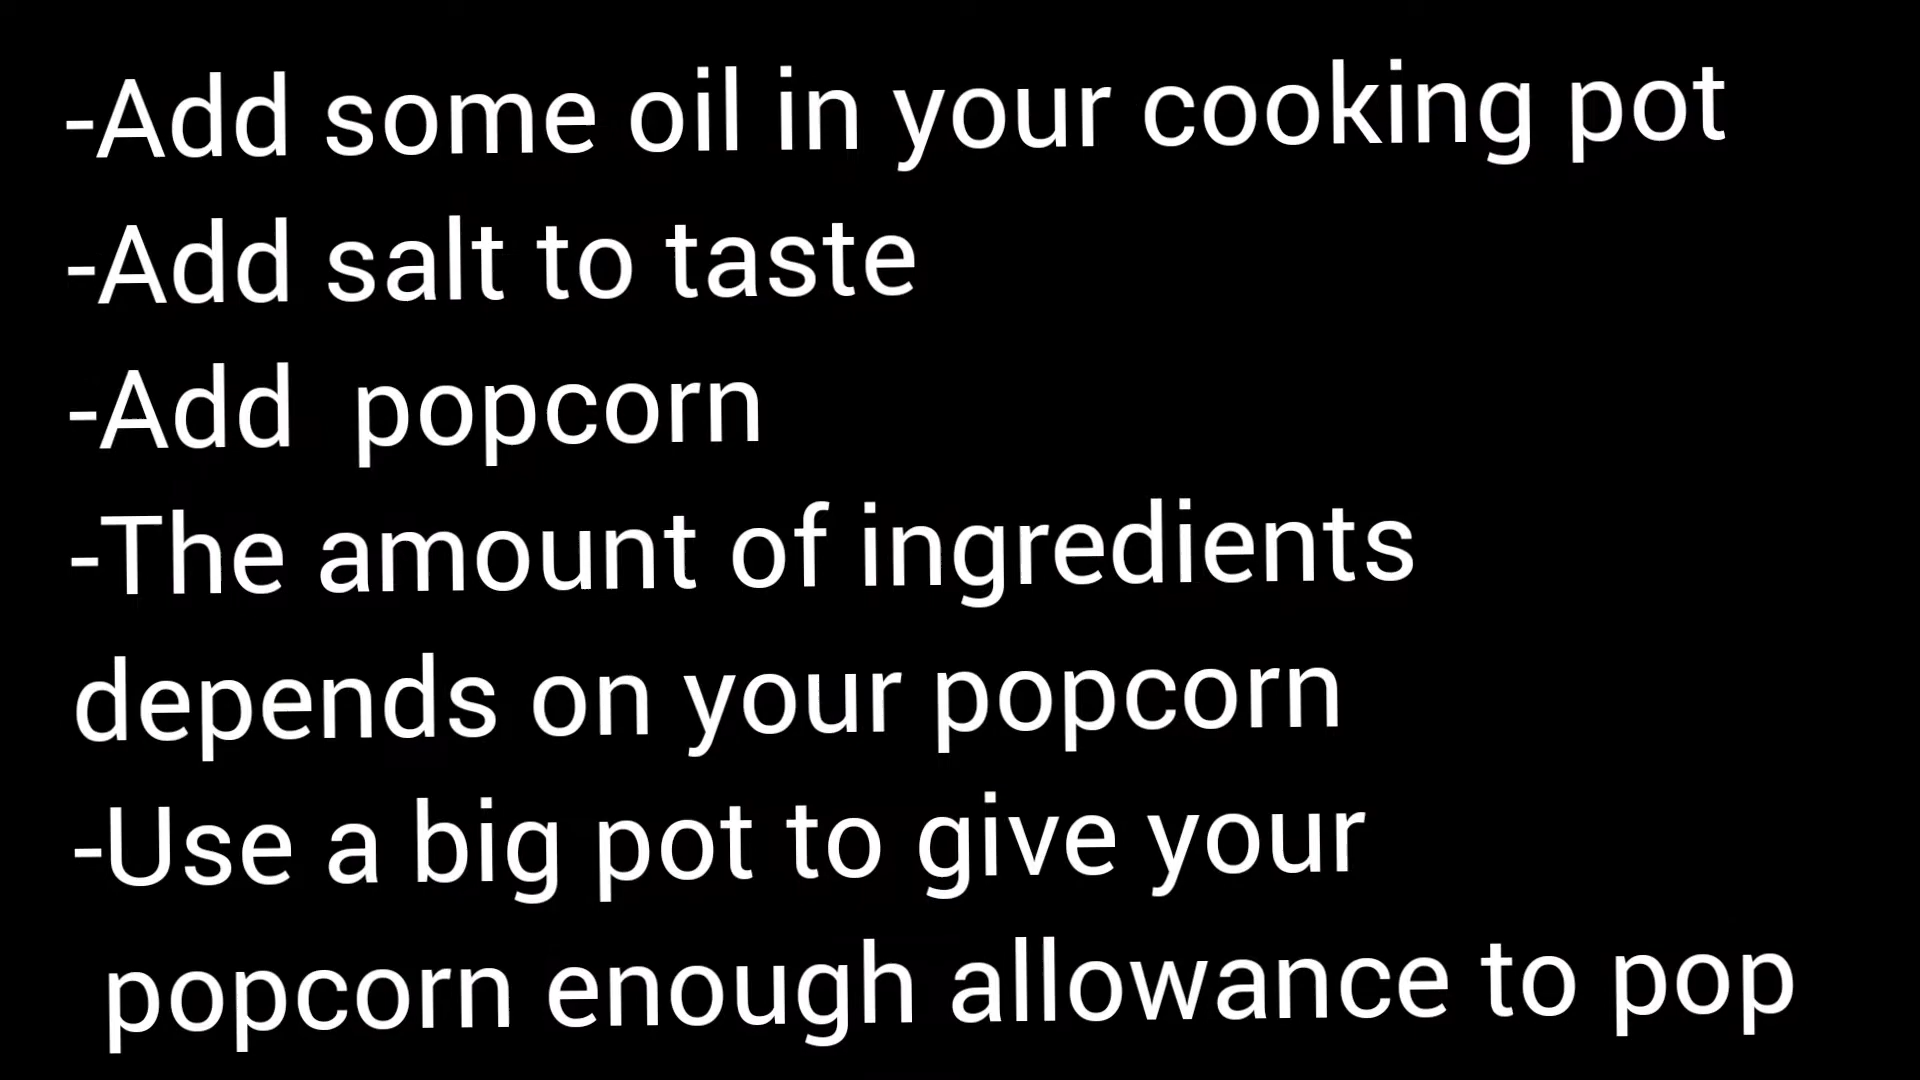 -Add some oil in your cooking pot
-Add salt to taste
-Add  popcorn
-The amount of ingredients
depends on your popcorn
-Use a big pot to give your
popcorn enough allowance to pop